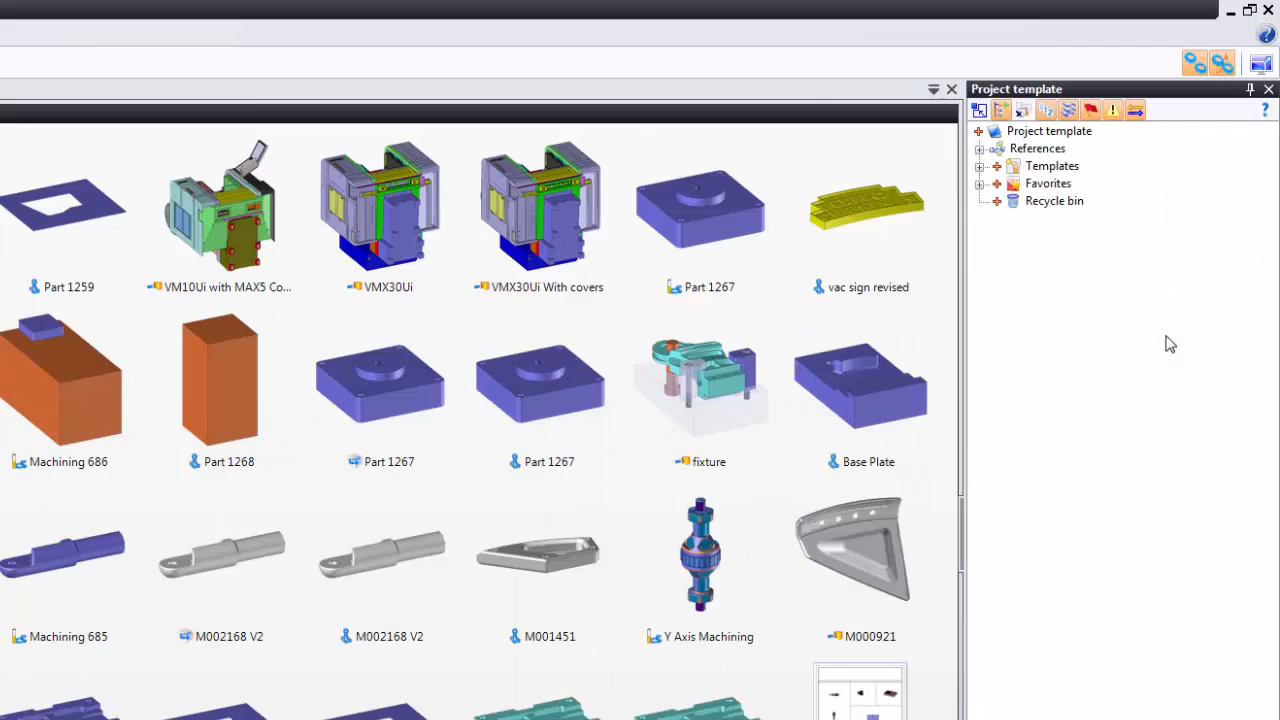 Project template
Project template
References
Templates
Favorites
Recycle bin
Part 1259
VM10Ui with MAX5 Co...
VMX30Ui
VMX30Ui With covers
Part 1267
vac sign revised
Machining 686
Part 1268
Part 1267
Part 1267
fixture
Base Plate
Machining 685
M002168 V2
M002168 V2
M001451
Y Axis Machining
M000921